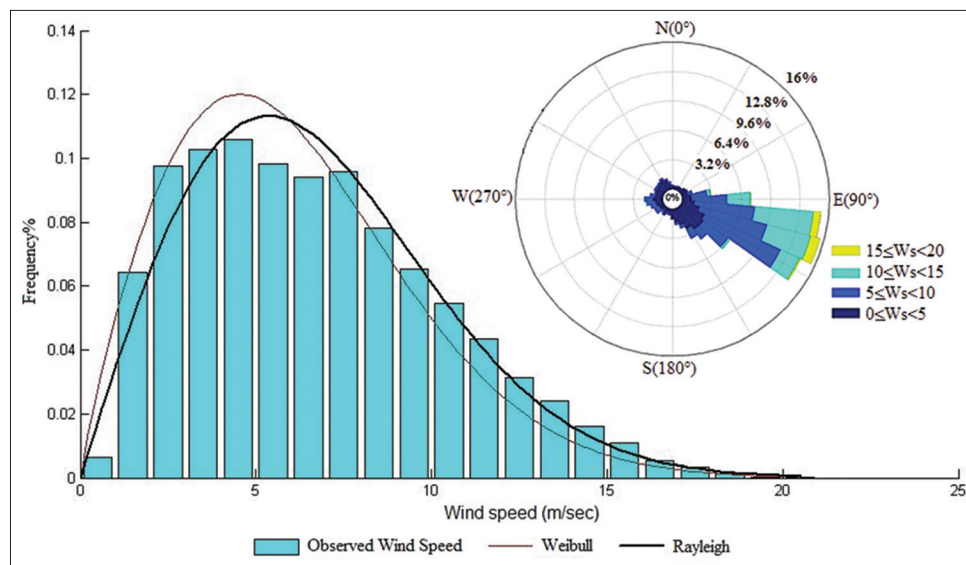 0.14
0.12
0.1
0.08
0.06
0.04
0.02
0
Frequency%
0
5
10
15
20
25
Wind speed (m/sec)
N(0°)
16%
12.8%
9.6%
6.4%
3.2%
0%
W(270°)
E(90°)
S(180°)
15≤Ws<20
10≤Ws<15
5≤Ws<10
0≤Ws<5
Observed Wind Speed
Weibull
Rayleigh